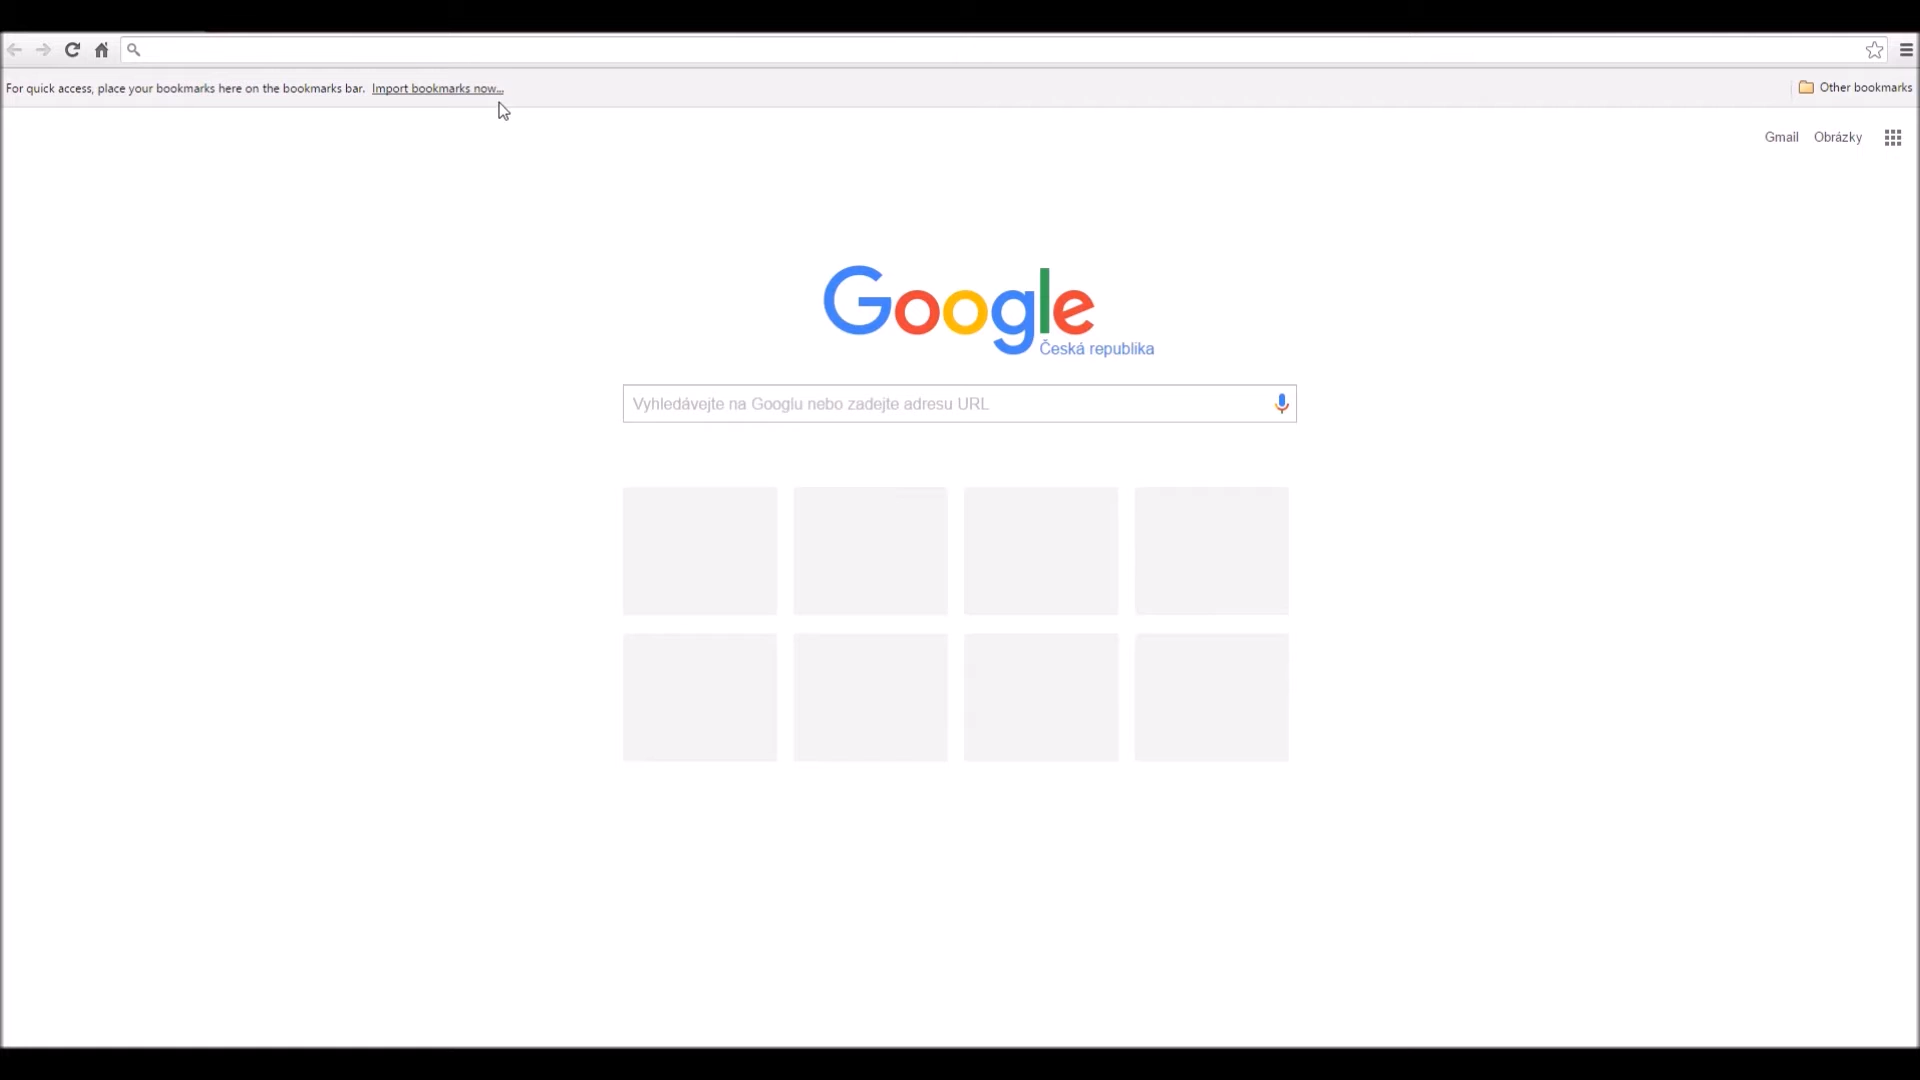 For quick access, place your bookmarks here on the bookmarks bar. Import bookmarks now...
Other bookmarks
Gmail Obrázky
Google
Česká republika
Vyhledávejte na Googlu nebo zadejte adresu URL